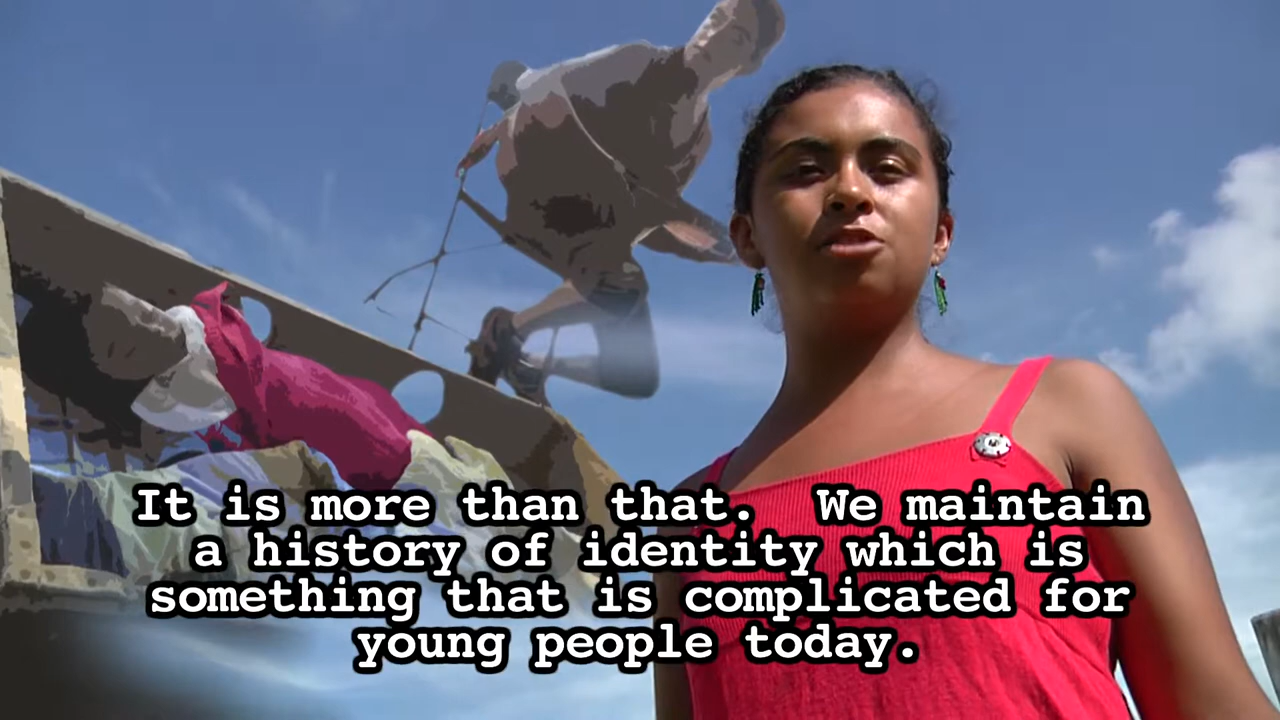 It is more than that.  We maintain
a history of identity which is
something that is complicated for
young people today.